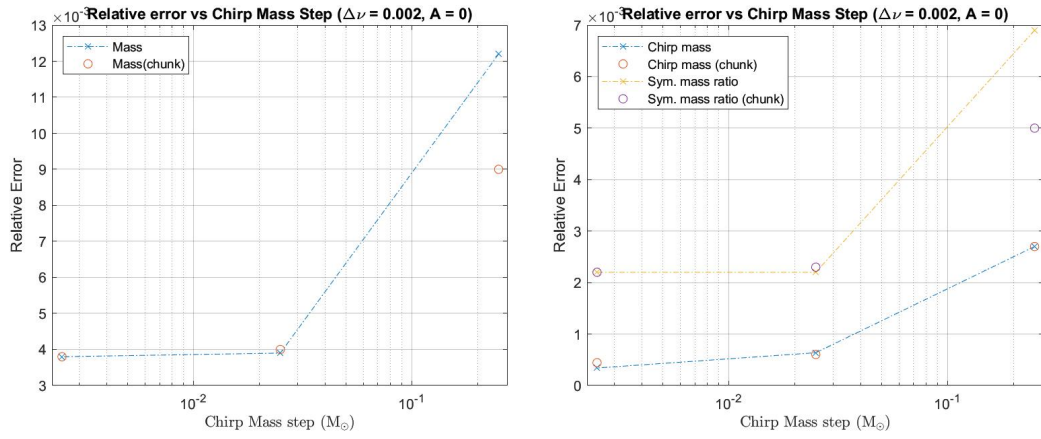 ×10⁻³ Relative error vs Chirp Mass Step (Δν = 0.002, A = 0)
Mass
Mass(chunk)
13
12
11
10
9
8
7
6
5
4
3
Relative Error
10⁻²
10⁻¹
Chirp Mass step (M☉)
×10⁻³ Relative error vs Chirp Mass Step (Δν = 0.002, A = 0)
Chirp mass
Chirp mass (chunk)
Sym. mass ratio
Sym. mass ratio (chunk)
7
6
5
4
3
2
1
0
Relative Error
10⁻²
10⁻¹
Chirp Mass step (M☉)